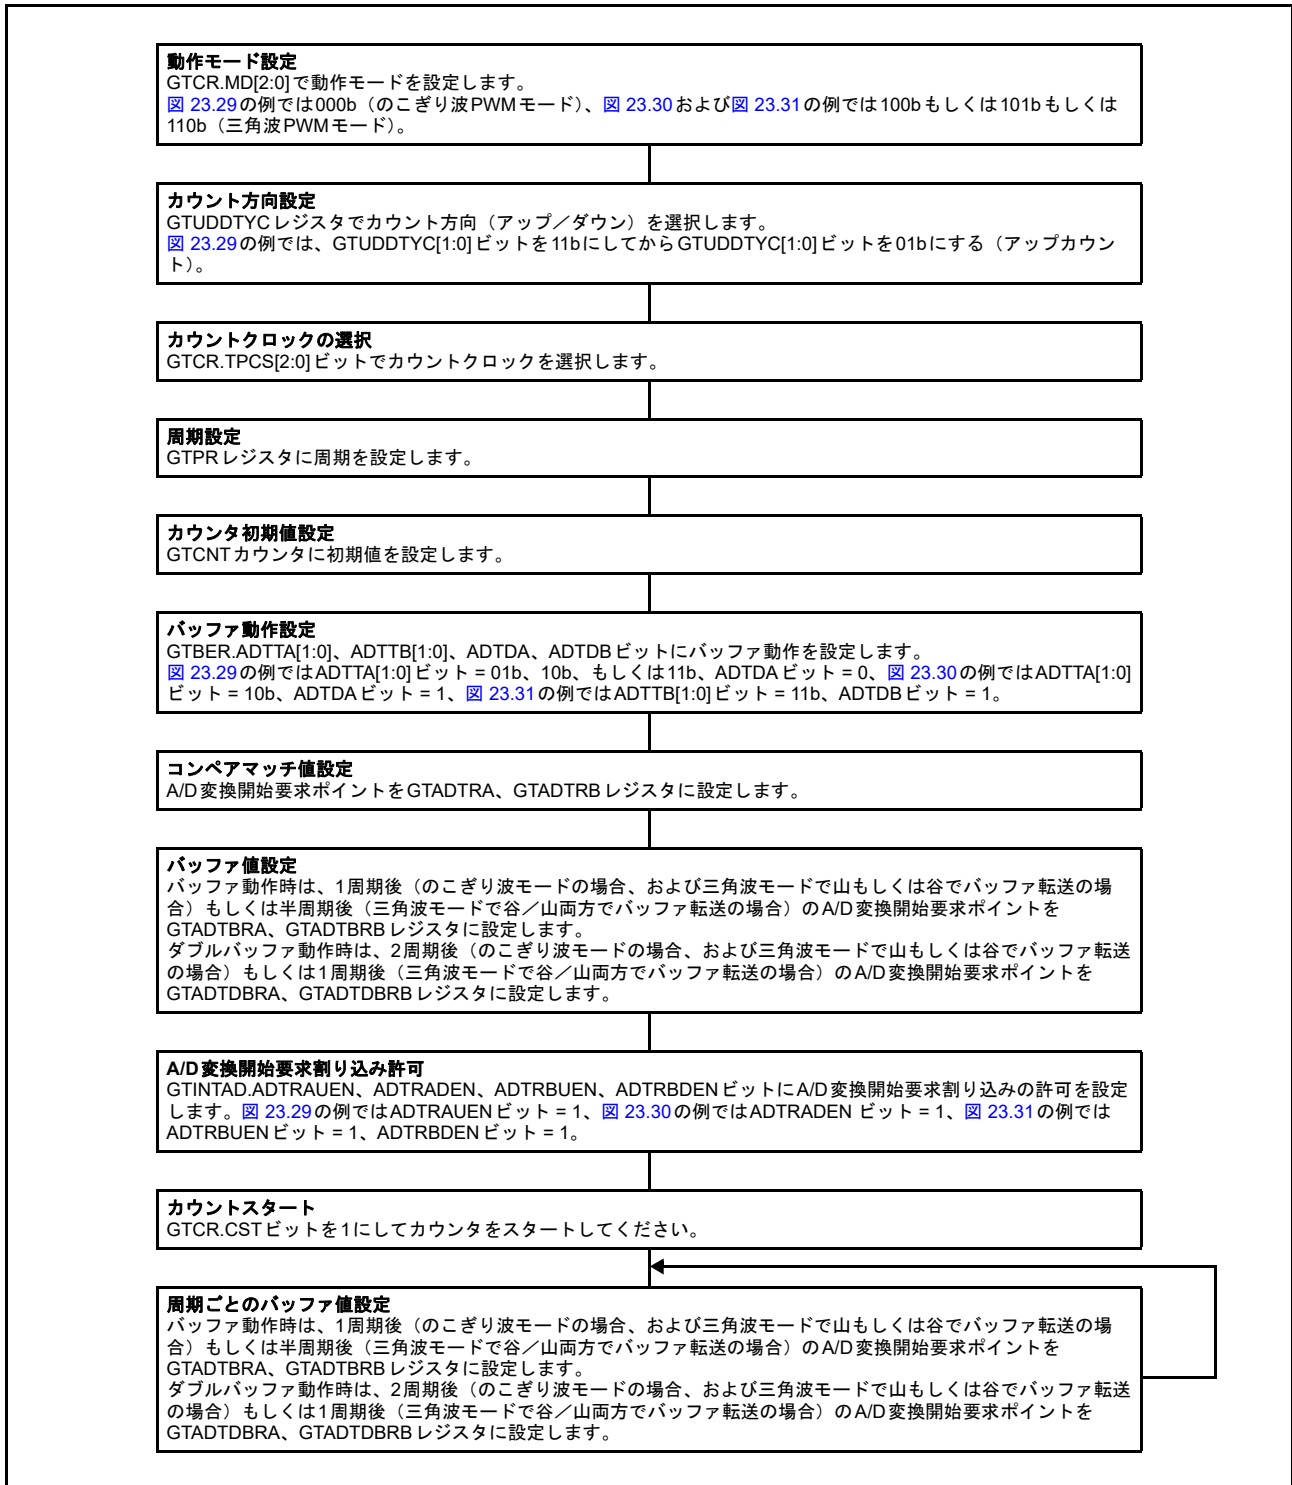 動作モード設定
GTCR.MD[2:0]で動作モードを設定します。
図 23.29の例では000b（のこぎり波PWMモード）、図 23.30および図 23.31の例では100bもしくは101bもしくは
110b（三角波PWMモード）。
カウント方向設定
GTUDDTYCレジスタでカウント方向（アップ／ダウン）を選択します。
図 23.29の例では、GTUDDTYC[1:0]ビットを11bにしてからGTUDDTYC[1:0]ビットを01bにする（アップカウン
ト）。
カウントクロックの選択
GTCR.TPCS[2:0]ビットでカウントクロックを選択します。
周期設定
GTPRレジスタに周期を設定します。
カウンタ初期値設定
GTCNTカウンタに初期値を設定します。
バッファ動作設定
GTBER.ADTTA[1:0]、ADTTB[1:0]、ADTDA、ADTDBビットにバッファ動作を設定します。
図 23.29の例ではADTTA[1:0]ビット = 01b、10b、もしくは11b、ADTDAビット = 0、図 23.30の例ではADTTA[1:0]
ビット = 10b、ADTDAビット = 1、図 23.31の例ではADTTB[1:0]ビット = 11b、ADTDBビット = 1。
コンペアマッチ値設定
A/D変換開始要求ポイントをGTADTRA、GTADTRBレジスタに設定します。
バッファ値設定
バッファ動作時は、1周期後（のこぎり波モードの場合、および三角波モードで山もしくは谷でバッファ転送の場
合）もしくは半周期後（三角波モードで谷／山両方でバッファ転送の場合）のA/D変換開始要求ポイントを
GTADTBRA、GTADTBRBレジスタに設定します。
ダブルバッファ動作時は、2周期後（のこぎり波モードの場合、および三角波モードで山もしくは谷でバッファ転送
の場合）もしくは1周期後（三角波モードで谷／山両方でバッファ転送の場合）のA/D変換開始要求ポイントを
GTADTDBRA、GTADTDBRBレジスタに設定します。
A/D変換開始要求割り込み許可
GTINTAD.ADTRAUEN、ADTRADEN、ADTRBUEN、ADTRBDENビットにA/D変換開始要求割り込みの許可を設定
します。図 23.29の例ではADTRAUENビット = 1、図 23.30の例ではADTRADEN ビット = 1、図 23.31の例では
ADTRBUENビット = 1、ADTRBDENビット = 1。
カウントスタート
GTCR.CSTビットを1にしてカウンタをスタートしてください。
周期ごとのバッファ値設定
バッファ動作時は、1周期後（のこぎり波モードの場合、および三角波モードで山もしくは谷でバッファ転送の場
合）もしくは半周期後（三角波モードで谷／山両方でバッファ転送の場合）のA/D変換開始要求ポイントを
GTADTBRA、GTADTBRBレジスタに設定します。
ダブルバッファ動作時は、2周期後（のこぎり波モードの場合、および三角波モードで山もしくは谷でバッファ転送
の場合）もしくは1周期後（三角波モードで谷／山両方でバッファ転送の場合）のA/D変換開始要求ポイントを
GTADTDBRA、GTADTDBRBレジスタに設定します。